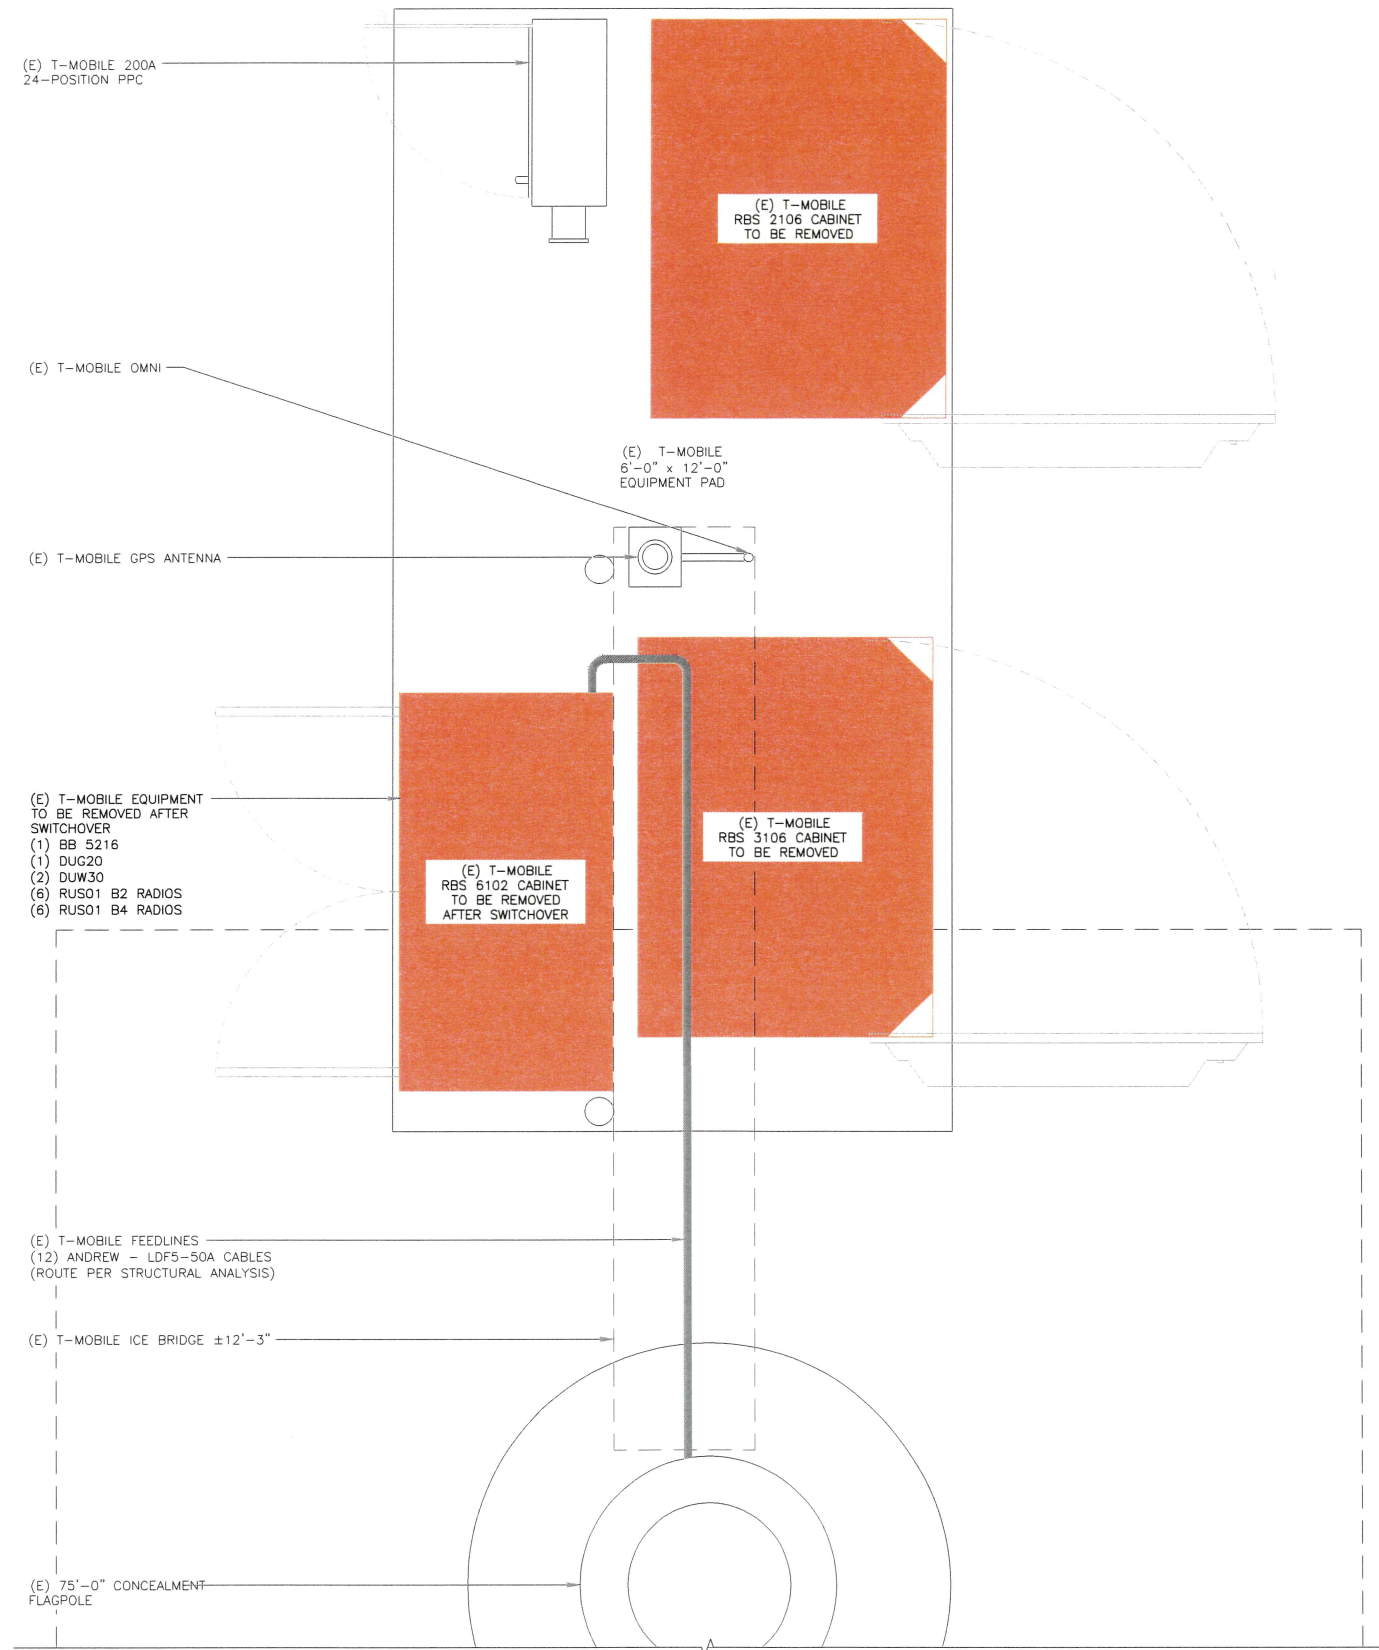 (E) T-MOBILE 200A
24-POSITION PPC
(E) T-MOBILE
RBS 2106 CABINET
TO BE REMOVED
(E) T-MOBILE OMNI
(E) T-MOBILE
6'-0" x 12'-0"
EQUIPMENT PAD
(E) T-MOBILE GPS ANTENNA
(E) T-MOBILE EQUIPMENT
TO BE REMOVED AFTER
SWITCHOVER
(1) BB 5216
(1) DUG20
(2) DUW30
(6) RUS01 B2 RADIOS
(6) RUS01 B4 RADIOS
(E) T-MOBILE
RBS 3106 CABINET
TO BE REMOVED
(E) T-MOBILE
RBS 6102 CABINET
TO BE REMOVED
AFTER SWITCHOVER
(E) T-MOBILE FEEDLINES
(12) ANDREW - LDF5-50A CABLES
(ROUTE PER STRUCTURAL ANALYSIS)
(E) T-MOBILE ICE BRIDGE ±12'-3"
(E) 75'-0" CONCEALMENT
FLAGPOLE